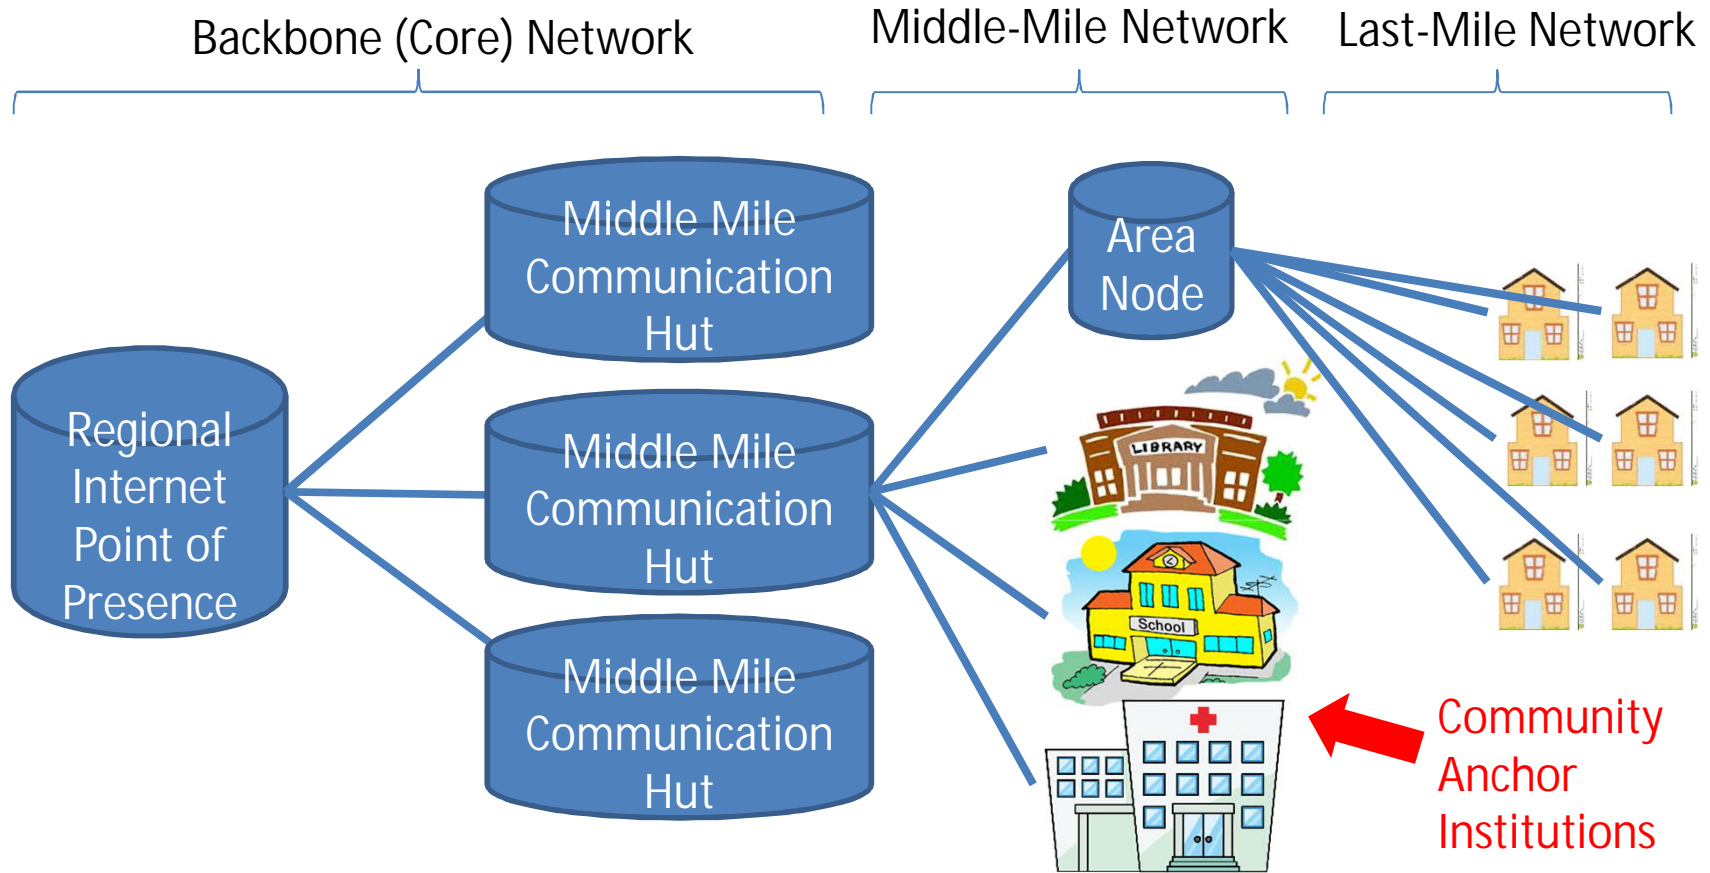 Backbone (Core) Network
Middle-Mile Network
Last-Mile Network
Regional
Internet
Point of
Presence
Middle Mile
Communication
Hut
Middle Mile
Communication
Hut
Middle Mile
Communication
Hut
Area
Node
LIBRARY
School
Community
Anchor
Institutions